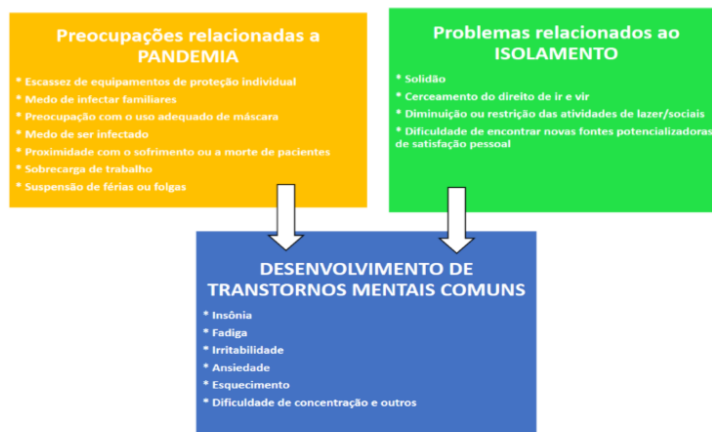 Preocupações relacionadas a
PANDEMIA
* Escassez de equipamentos de proteção individual
* Medo de infectar familiares
* Preocupação com o uso adequado de máscara
* Medo de ser infectado
* Proximidade com o sofrimento ou a morte de pacientes
* Sobrecarga de trabalho
* Suspensão de férias ou folgas
Problemas relacionados ao
ISOLAMENTO
* Solidão
* Cerceamento do direito de ir e vir
* Diminuição ou restrição das atividades de lazer/sociais
* Dificuldade de encontrar novas fontes potencializadoras
de satisfação pessoal
DESENVOLVIMENTO DE
TRANSTORNOS MENTAIS COMUNS
* Insônia
* Fadiga
* Irritabilidade
* Ansiedade
* Esquecimento
* Dificuldade de concentração e outros